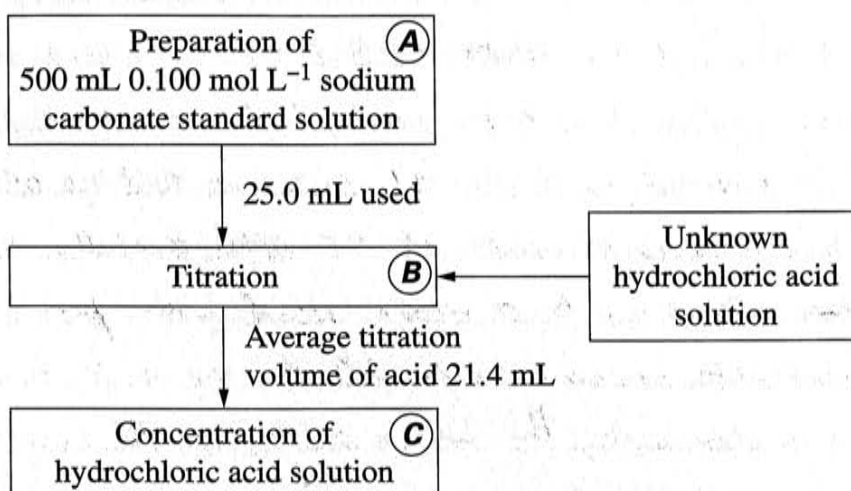 Preparation of
500 mL 0.100 mol L⁻¹ sodium
carbonate standard solution
A
25.0 mL used
Titration
B
Unknown
hydrochloric acid
solution
Average titration
volume of acid 21.4 mL
Concentration of
hydrochloric acid solution
C